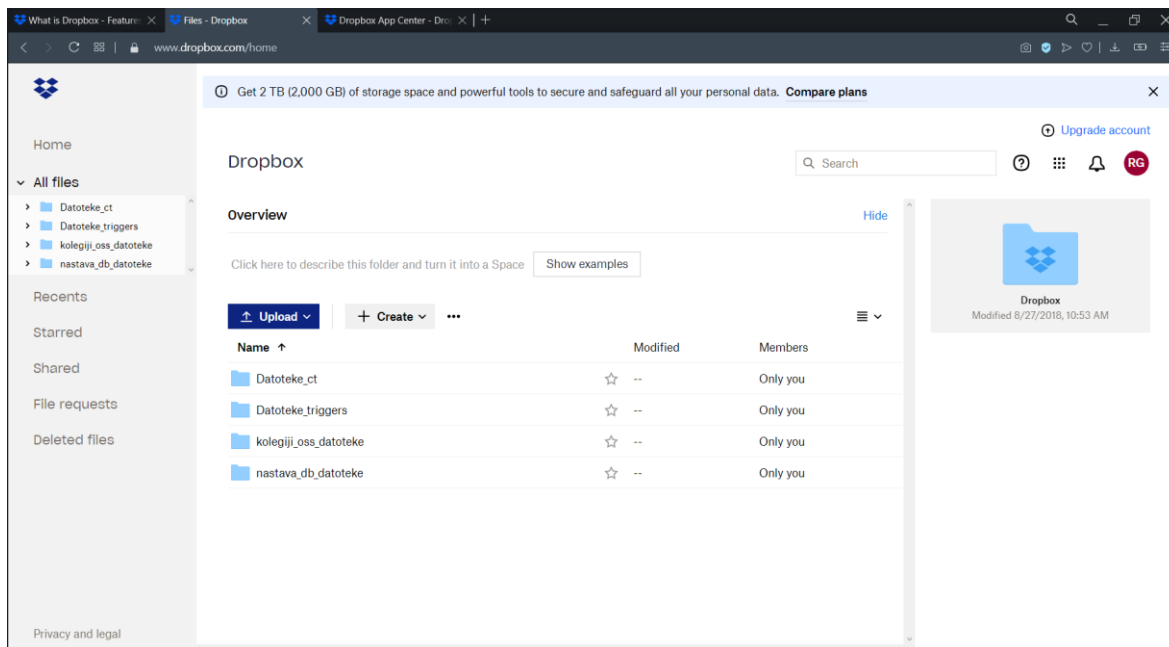 What is Dropbox - Feature
Files - Dropbox
Dropbox App Center - Dro
www.dropbox.com/home
Get 2 TB (2,000 GB) of storage space and powerful tools to secure and safeguard all your personal data. Compare plans
Upgrade account
Home
Dropbox
Search
RG
All files
Datoteke_ct
Datoteke_triggers
kolegiji_oss_datoteke
nastava_db_datoteke
Recents
Starred
Shared
File requests
Deleted files
Privacy and legal
Overview
Hide
Click here to describe this folder and turn it into a Space
Show examples
Upload
Create
Name
Modified
Members
Datoteke_ct -- Only you
Datoteke_triggers -- Only you
kolegiji_oss_datoteke -- Only you
nastava_db_datoteke -- Only you
Dropbox
Modified 8/27/2018, 10:53 AM